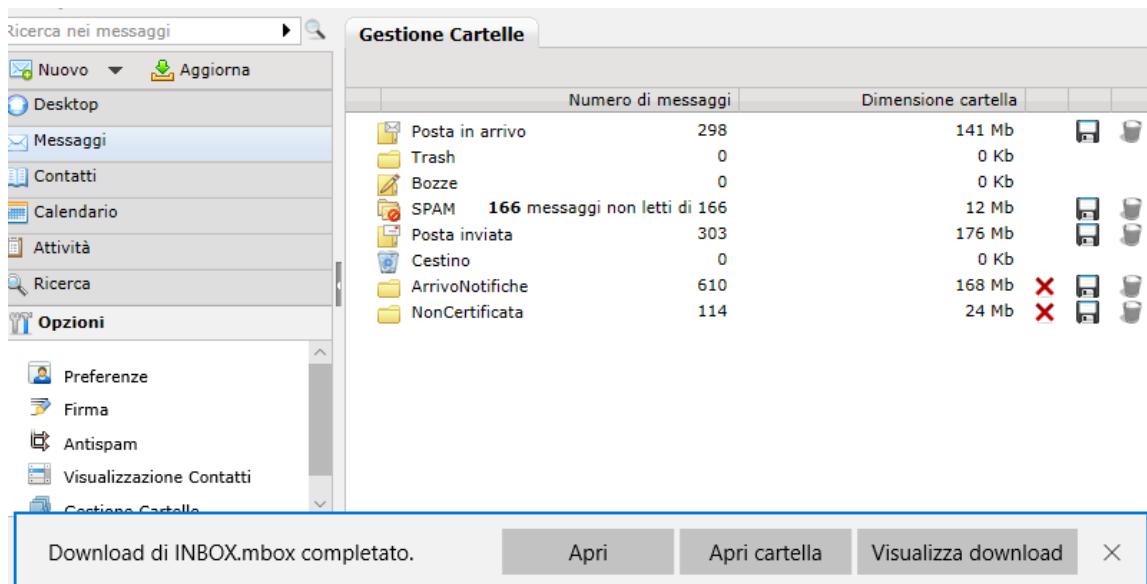 Ricerca nei messaggi
Nuovo
Aggiorna
Desktop
Messaggi
Contatti
Calendario
Attività
Ricerca
Opzioni
Preferenze
Firma
Antispam
Visualizzazione Contatti
Gestione Cartelle
Gestione Cartelle
Numero di messaggi Dimensione cartella
Posta in arrivo 298 141 Mb
Trash 0 0 Kb
Bozze 0 0 Kb
SPAM 166 messaggi non letti di 166 12 Mb
Posta inviata 303 176 Mb
Cestino 0 0 Kb
ArrivoNotifiche 610 168 Mb
NonCertificata 114 24 Mb
Download di INBOX.mbox completato. Apri Apri cartella Visualizza download